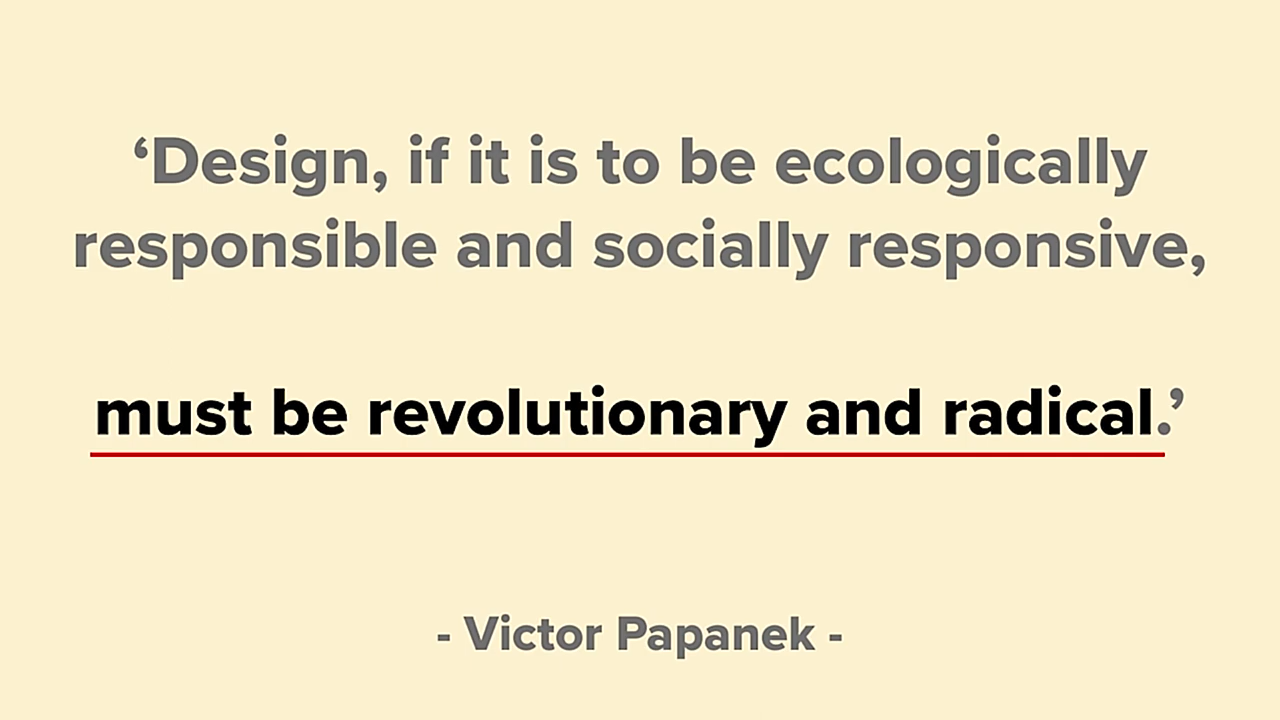 ‘Design, if it is to be ecologically
responsible and socially responsive,
must be revolutionary and radical.’
- Victor Papanek -